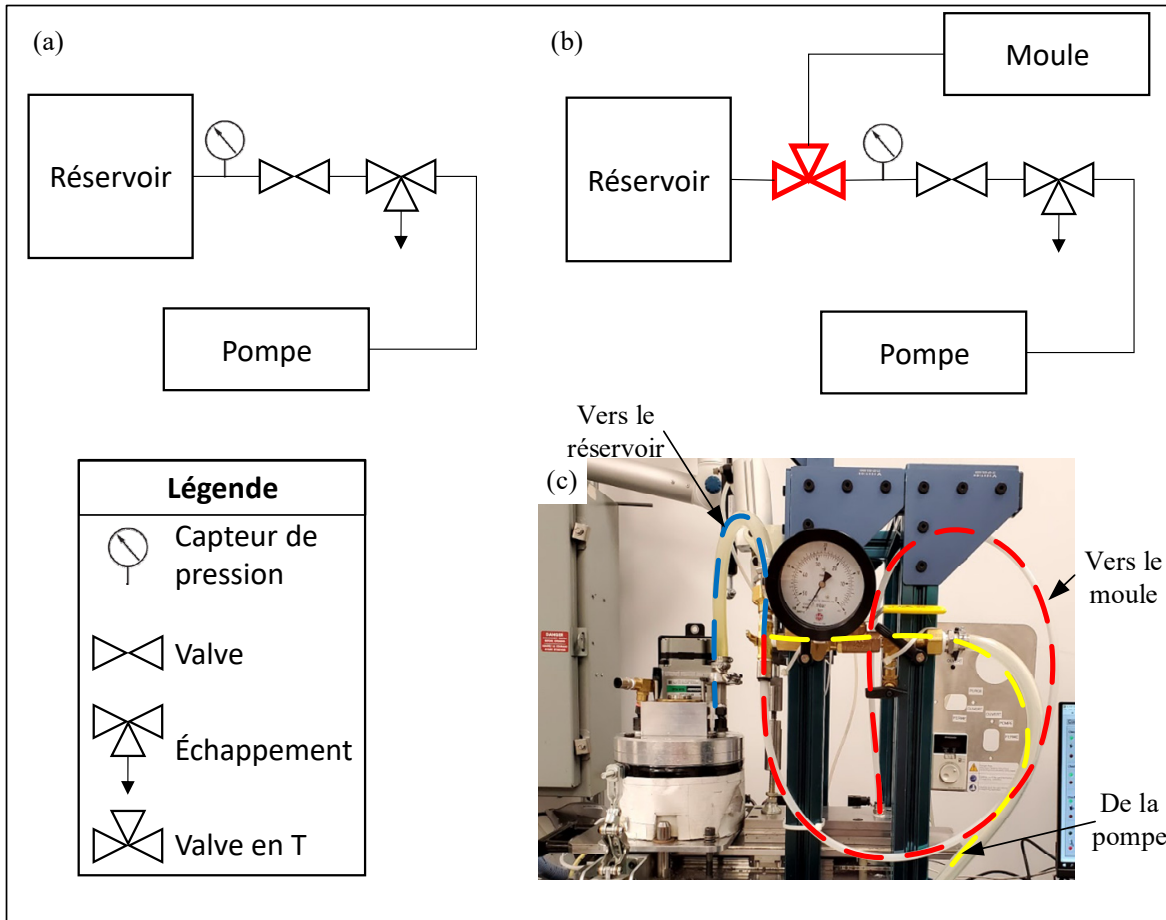 (a)
Réservoir
Pompe
(b)
Moule
Réservoir
Pompe
Légende
Capteur de
pression
Valve
Échappement
Valve en T
Vers le
réservoir
(c)
Vers le
moule
De la
pompe
DANGER